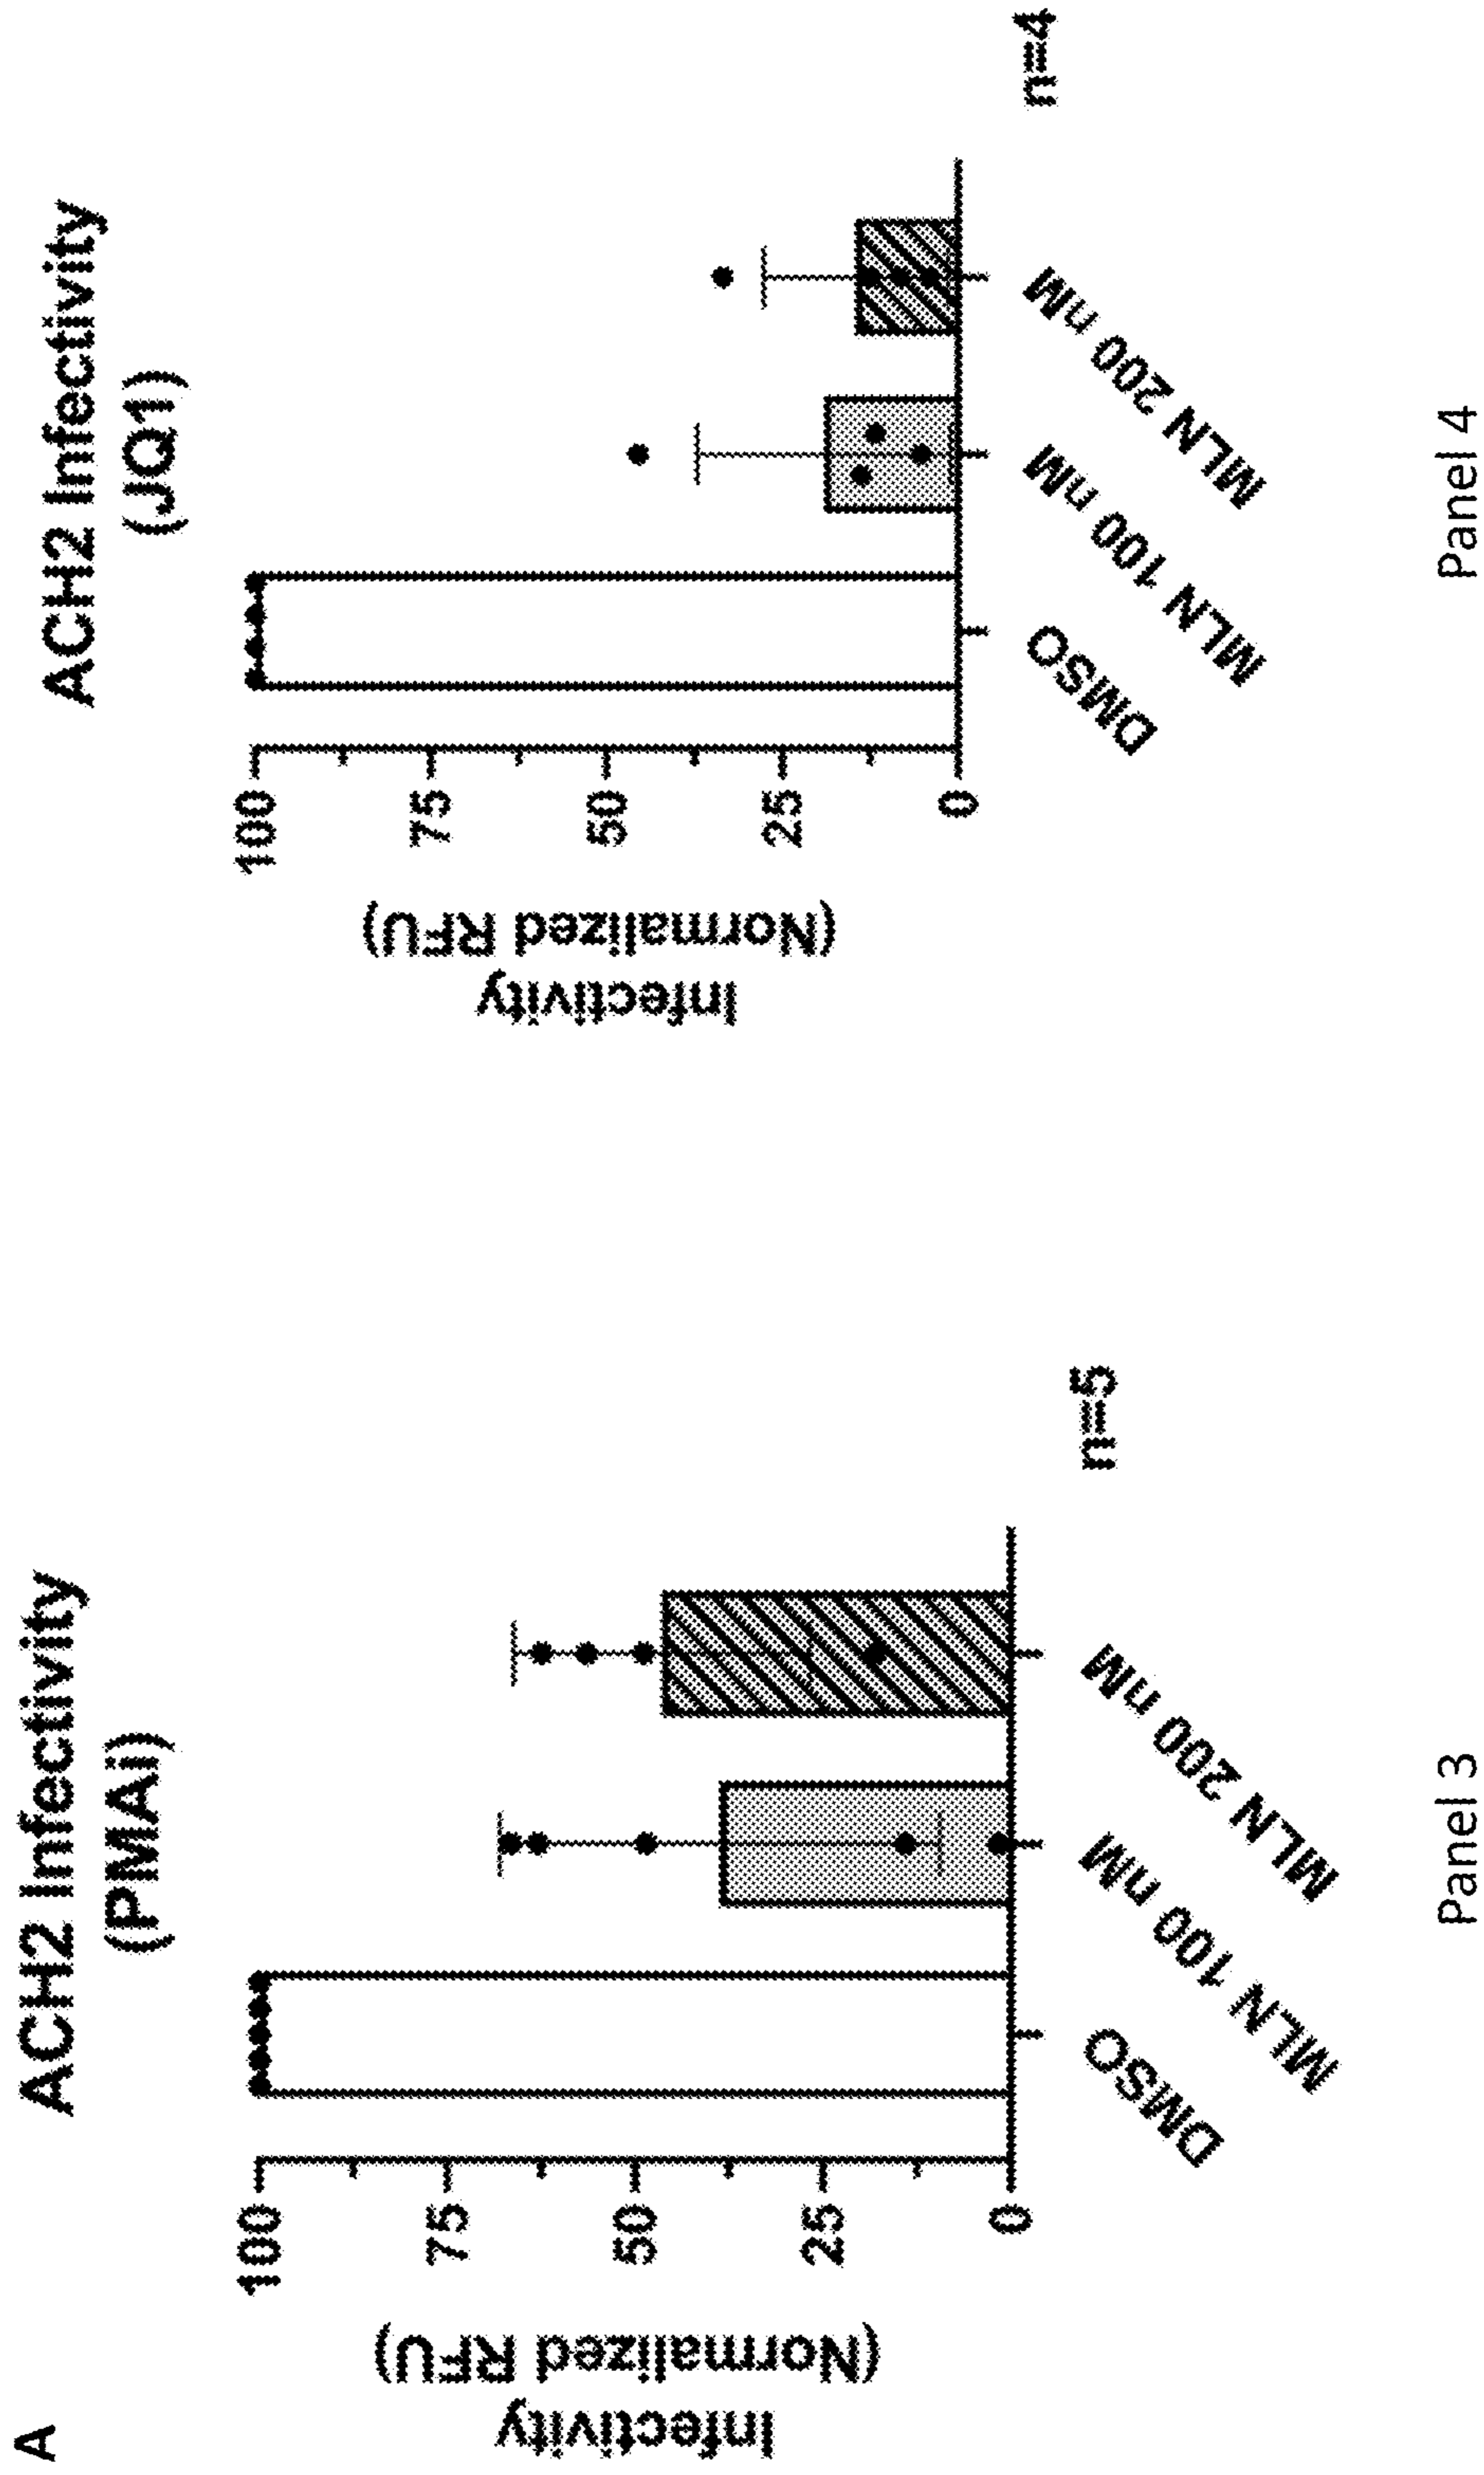 A
ACH2 Infectivity
(PMAi)
Infectivity
(Normalized RFU)
100
75
50
25
0
DMSO
MLN 100 nM
MLN 200 nM
n=5
Panel 3
ACH2 Infectivity
(JQ1)
Infectivity
(Normalized RFU)
100
75
50
25
0
DMSO
MLN 100 nM
MLN 200 nM
n=4
Panel 4